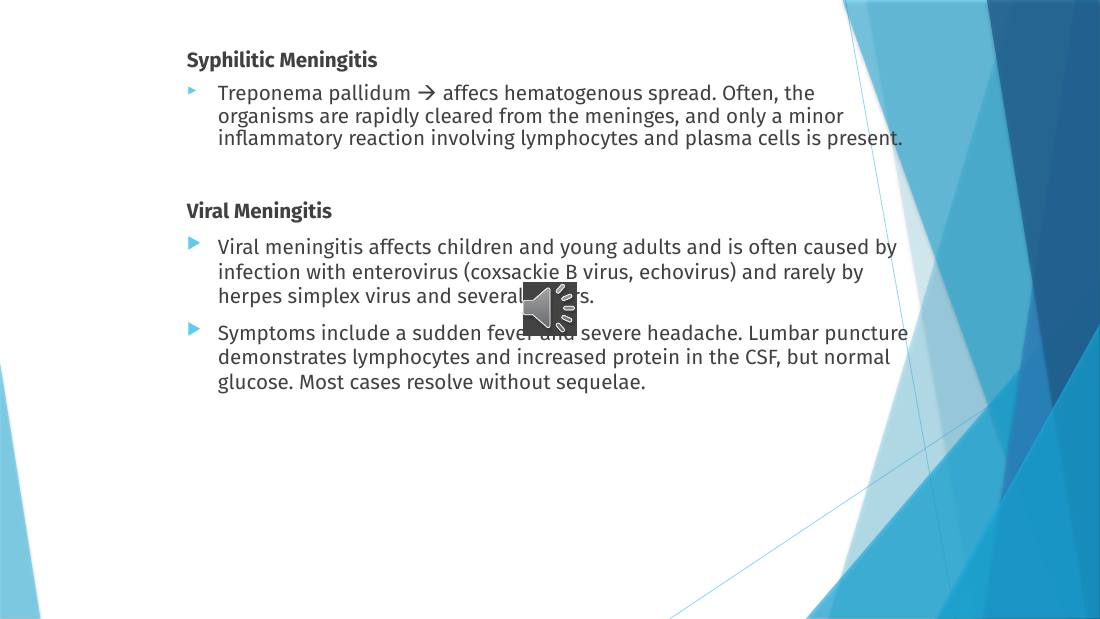 Syphilitic Meningitis
Treponema pallidum → affecs hematogenous spread. Often, the
organisms are rapidly cleared from the meninges, and only a minor
inflammatory reaction involving lymphocytes and plasma cells is present.
Viral Meningitis
Viral meningitis affects children and young adults and is often caused by
infection with enterovirus (coxsackie B virus, echovirus) and rarely by
herpes simplex virus and several
Symptoms include a sudden fever and severe headache. Lumbar puncture
demonstrates lymphocytes and increased protein in the CSF, but normal
glucose. Most cases resolve without sequelae.